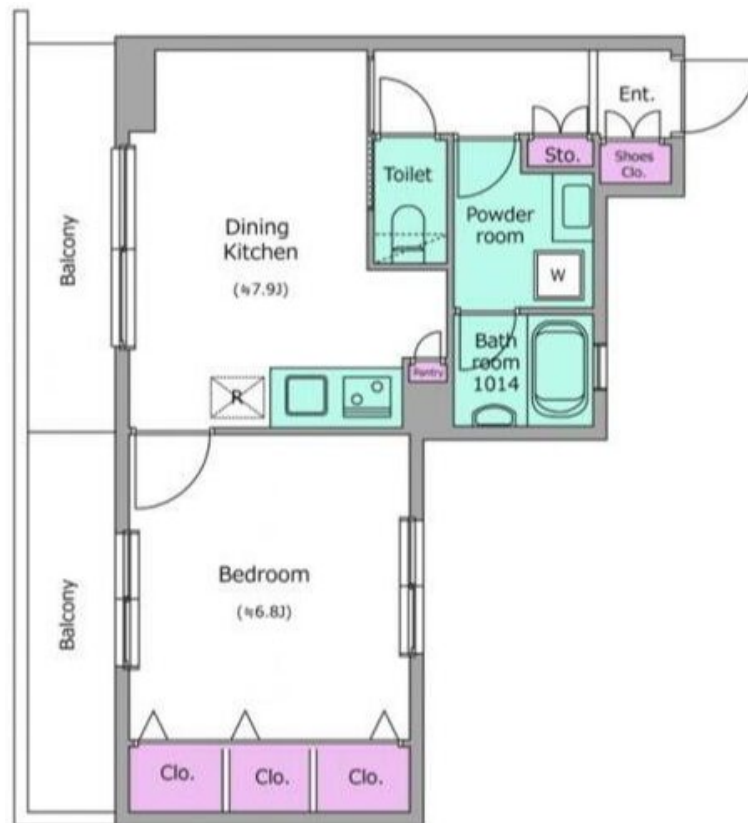 Ent.
Sto.
Shoes
Clo.
Toilet
Powder
room
W
Balcony
Dining
Kitchen
(≒7.9J)
Bath
room
1014
Pantry
R
Bedroom
(≒6.8J)
Balcony
Clo.
Clo.
Clo.